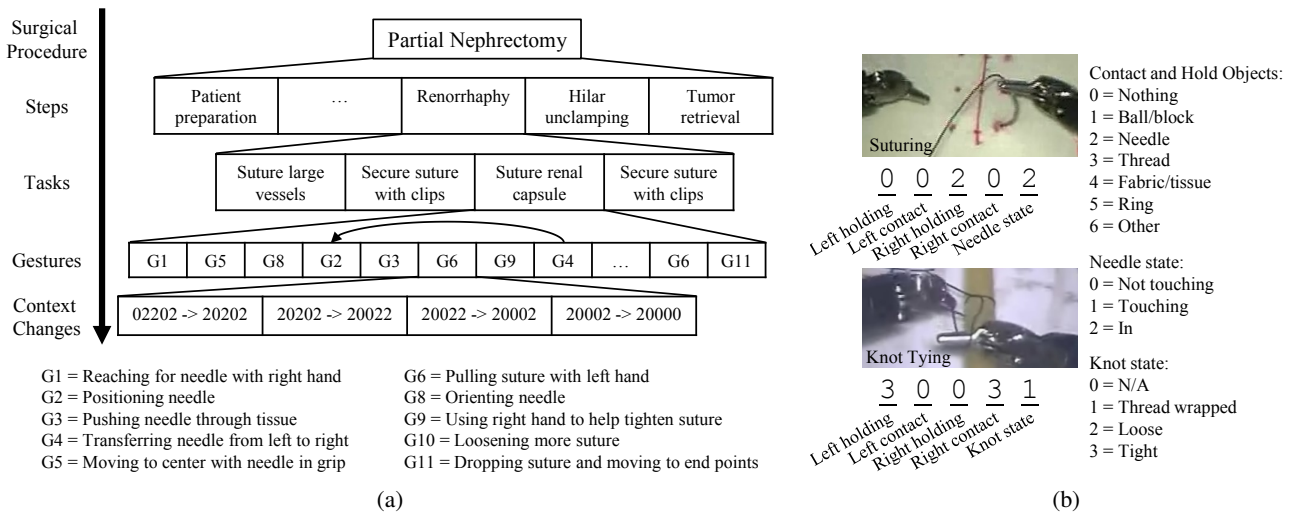 Surgical
Procedure
Partial Nephrectomy
Steps
Patient
preparation
...
Renorrhaphy
Hilar
unclamping
Tumor
retrieval
Tasks
Suture large
vessels
Secure suture
with clips
Suture renal
capsule
Secure suture
with clips
Gestures
G1 G5 G8 G2 G3 G6 G9 G4 ... G6 G11
Context
Changes
02202 -> 20202
20202 -> 20022
20022 -> 20002
20002 -> 20000
G1 = Reaching for needle with right hand
G2 = Positioning needle
G3 = Pushing needle through tissue
G4 = Transferring needle from left to right
G5 = Moving to center with needle in grip
G6 = Pulling suture with left hand
G8 = Orienting needle
G9 = Using right hand to help tighten suture
G10 = Loosening more suture
G11 = Dropping suture and moving to end points
(a)
Suturing
0 0 2 0 2
Left holding
Left contact
Right holding
Right contact
Needle state
Knot Tying
3 0 0 3 1
Left holding
Left contact
Right holding
Right contact
Knot state
Contact and Hold Objects:
0 = Nothing
1 = Ball/block
2 = Needle
3 = Thread
4 = Fabric/tissue
5 = Ring
6 = Other
Needle state:
0 = Not touching
1 = Touching
2 = In
Knot state:
0 = N/A
1 = Thread wrapped
2 = Loose
3 = Tight
(b)